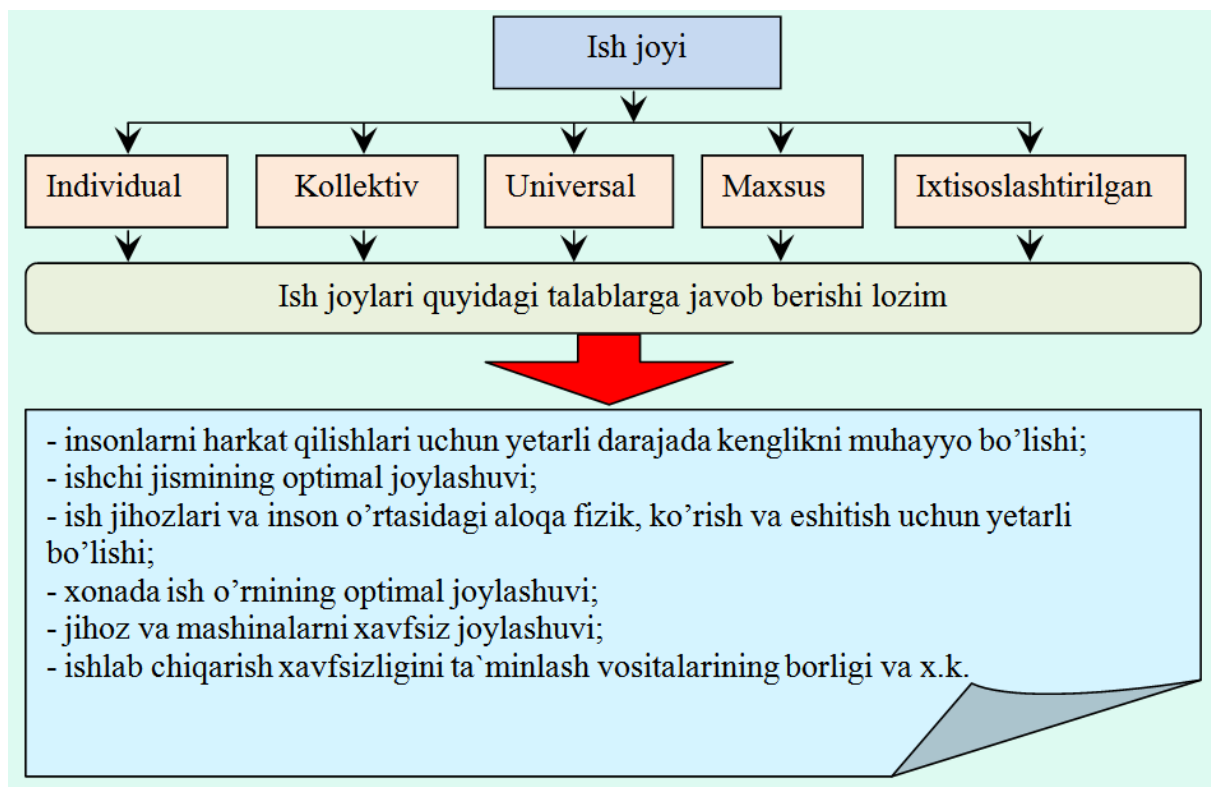 Ish joyi
Individual
Kollektiv
Universal
Maxsus
Ixtisoslashtirilgan
Ish joylari quyidagi talablarga javob berishi lozim
- insonlarni harkat qilishlari uchun yetarli darajada kenglikni muhayyo bo’lishi;
- ishchi jismining optimal joylashuvi;
- ish jihozlari va inson o’rtasidagi aloqa fizik, ko’rish va eshitish uchun yetarli
bo’lishi;
- xonada ish o’rnining optimal joylashuvi;
- jihoz va mashinalarni xavfsiz joylashuvi;
- ishlab chiqarish xavfsizligini ta`minlash vositalarining borligi va x.k.